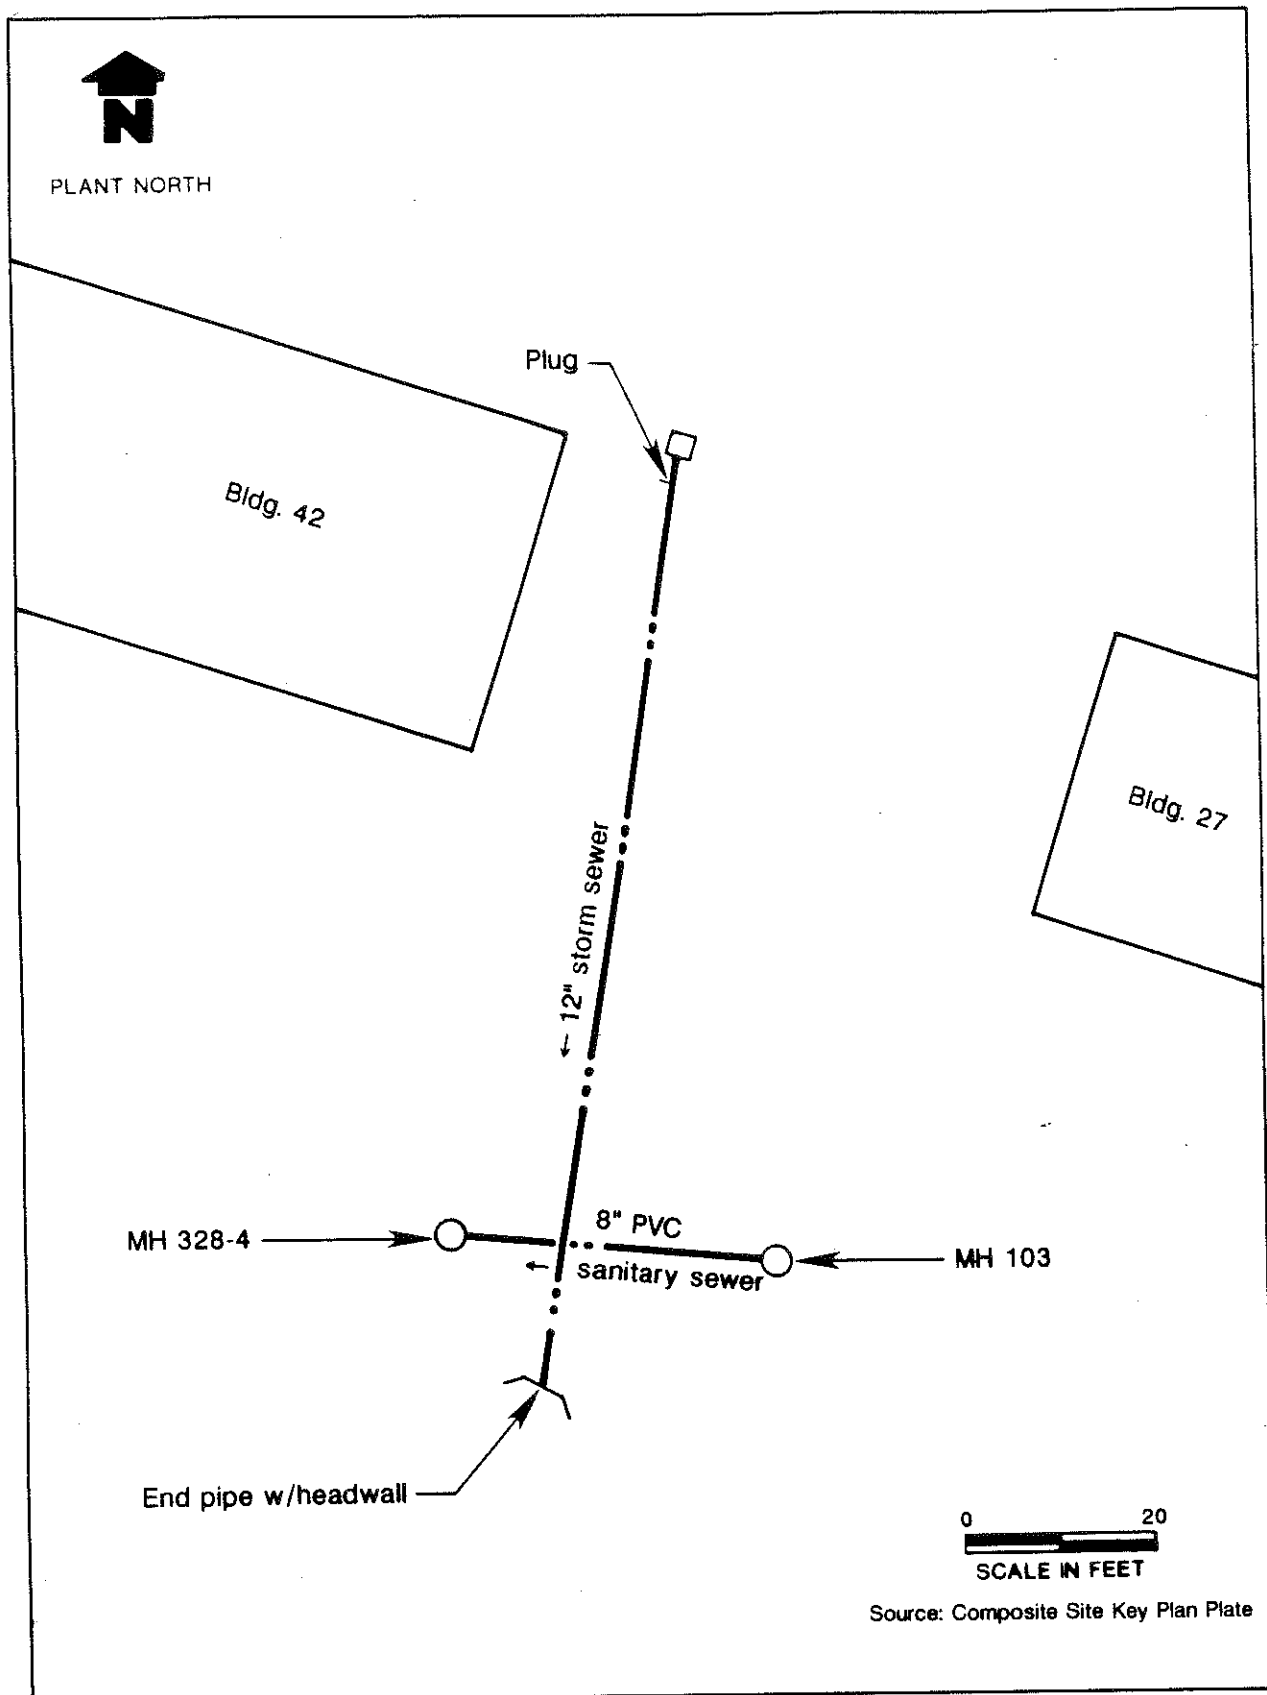 N
PLANT NORTH
Plug
Bldg. 42
Bldg. 27
← 12" storm sewer
8" PVC
MH 328-4
← sanitary sewer
MH 103
End pipe w/headwall
0 20
SCALE IN FEET
Source: Composite Site Key Plan Plate